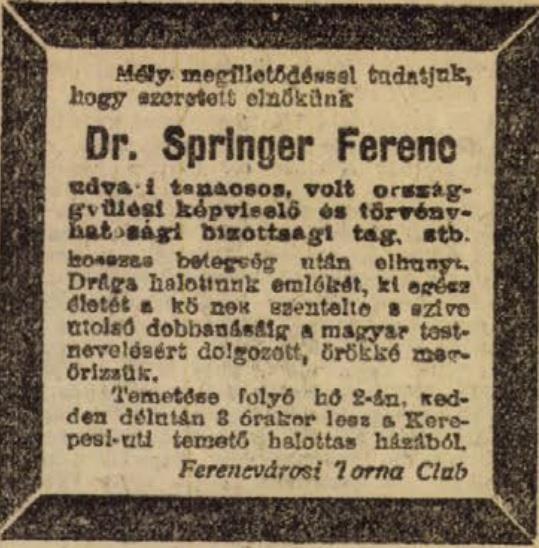 Mély megilletődéssel tudatjuk,
hogy szeretett elnökünk
Dr. Springer Ferenc
udvari tanácsos, volt ország-
gyűlési képviselő és törvény-
hatósági bizottsági tag, stb.
hosszas betegség után elhunyt.
Drága halottunk emlékét, ki egész
életét a köznek szentelte s szíve
utolsó dobbanásáig a magyar test-
nevelésért dolgozott, örökké meg-
őrizzük.
Temetése folyó hó 2-án, ked-
den délután 3 órakor lesz a Kere-
pesi-uti temető halottas házából.
Ferencvárosi Torna Club